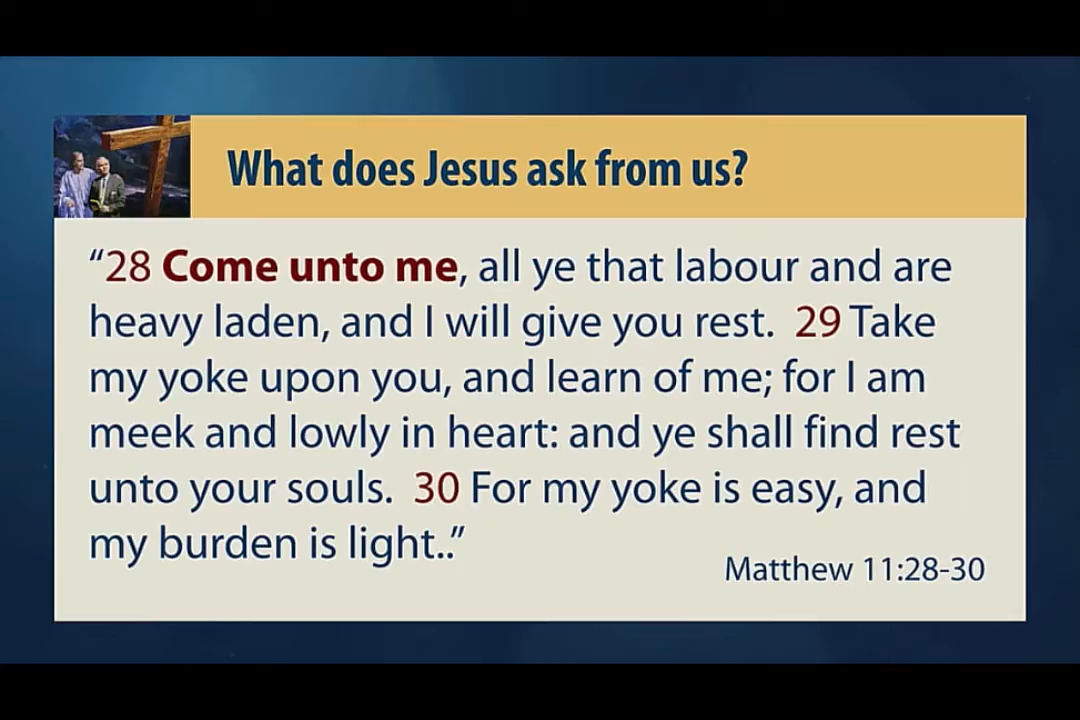 What does Jesus ask from us?
“28 Come unto me, all ye that labour and are
heavy laden, and I will give you rest. 29 Take
my yoke upon you, and learn of me; for I am
meek and lowly in heart: and ye shall find rest
unto your souls. 30 For my yoke is easy, and
my burden is light..”
Matthew 11:28-30